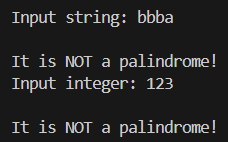 Input string: bbba
It is NOT a palindrome!
Input integer: 123
It is NOT a palindrome!